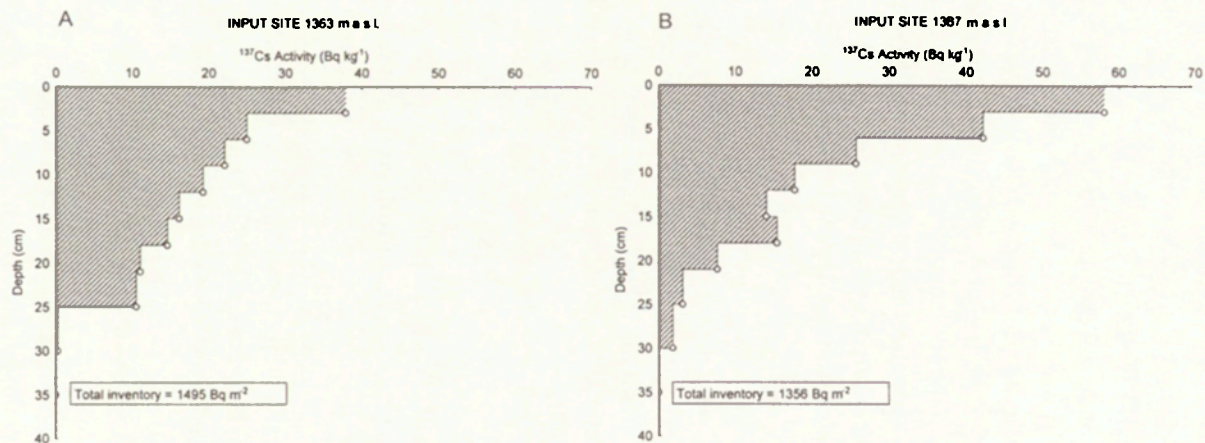 A
INPUT SITE 1363 m a s l.
137Cs Activity (Bq kg-1)
0 10 20 30 40 50 60 70
0
5
10
15
20
25
30
35
40
Depth (cm)
Total inventory = 1495 Bq m-2
B
INPUT SITE 1387 m a s l
137Cs Activity (Bq kg-1)
0 10 20 30 40 50 60 70
0
5
10
15
20
25
30
35
40
Depth (cm)
Total inventory = 1356 Bq m-2